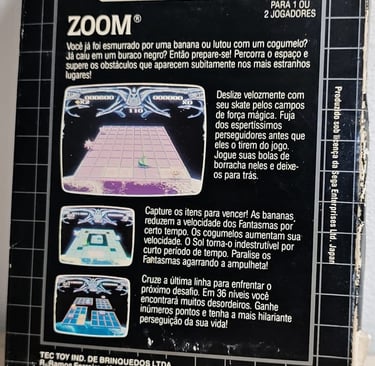 PARA 1 OU
2 JOGADORES
ZOOM®
Você já foi esmurrado por uma banana ou lutou com um cogumelo?
Já caiu em um buraco negro? Então prepare-se! Percorra o espaço e
supere os obstáculos que aparecem subitamente nos mais estranhos
lugares!
Deslize velozmente com
seu skate pelos campos
de força mágica. Fuja
dos espertíssimos
perseguidores antes que
eles o tirem do jogo.
Jogue suas bolas de
borracha neles e deixe-
os para trás.
Capture os itens para vencer! As bananas,
reduzem a velocidade dos Fantasmas por
certo tempo. Os cogumelos aumentam sua
velocidade. O Sol torna-o indestrutível por
curto período de tempo. Paralise os
Fantasmas agarrando a ampulheta!
Cruze a última linha para enfrentar o
próximo desafio. Em 36 níveis você
encontrará muitos desordeiros. Ganhe
inúmeros pontos e tenha a mais hilariante
perseguição da sua vida!
Produzido sob licença da Sega Enterprises Ltd. Japan
TEC TOY IND. DE BRINQUEDOS LTDA
R. Ramos